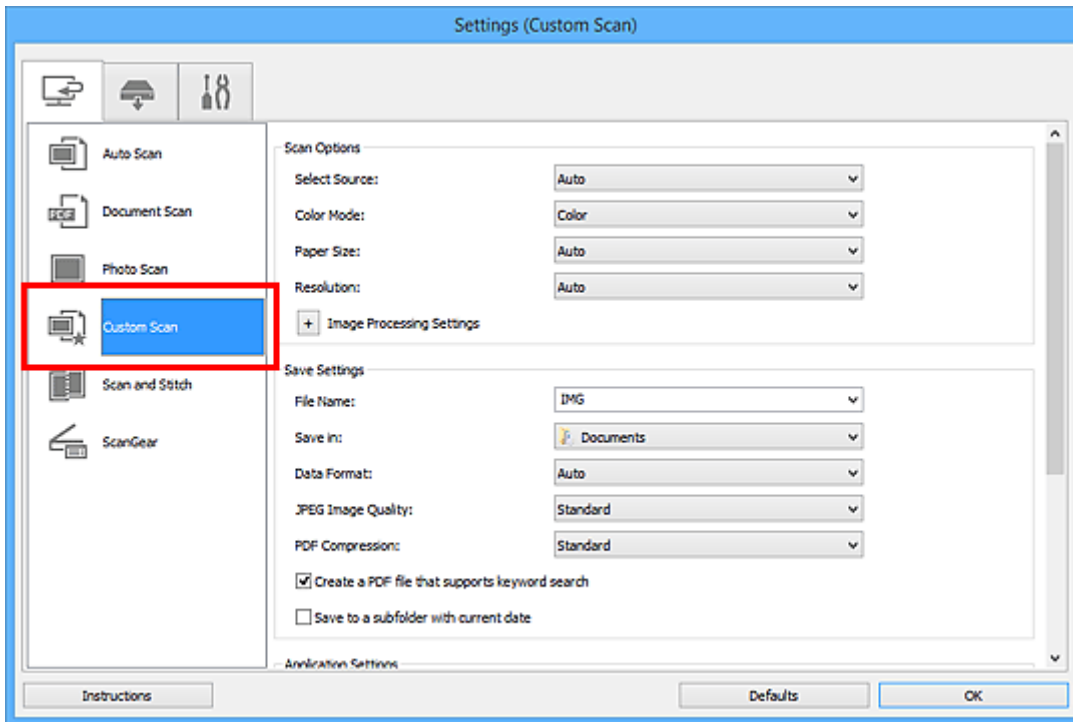 Settings (Custom Scan)
Auto Scan
PDF
Document Scan
Photo Scan
Custom Scan
Scan and Stitch
ScanGear
Scan Options
Select Source: Auto
Color Mode: Color
Paper Size: Auto
Resolution: Auto
+ Image Processing Settings
Save Settings
File Name: IMG
Save in: Documents
Data Format: Auto
JPEG Image Quality: Standard
PDF Compression: Standard
Create a PDF file that supports keyword search
Save to a subfolder with current date
Application Settings
Instructions Defaults OK